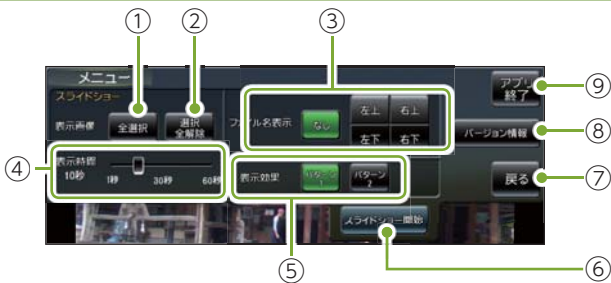 ① ② ③
メニュー
スライドショー
表示画像 全選択 選択
全解除
ファイル名表示 なし 左上 右上
左下 右下
アプリ
終了 ⑨
バージョン情報 ⑧
④ 表示時間
10秒 1秒 30秒 60秒
表示効果 パターン
1 パターン
2
戻る ⑦
スライドショー開始
⑤ ⑥